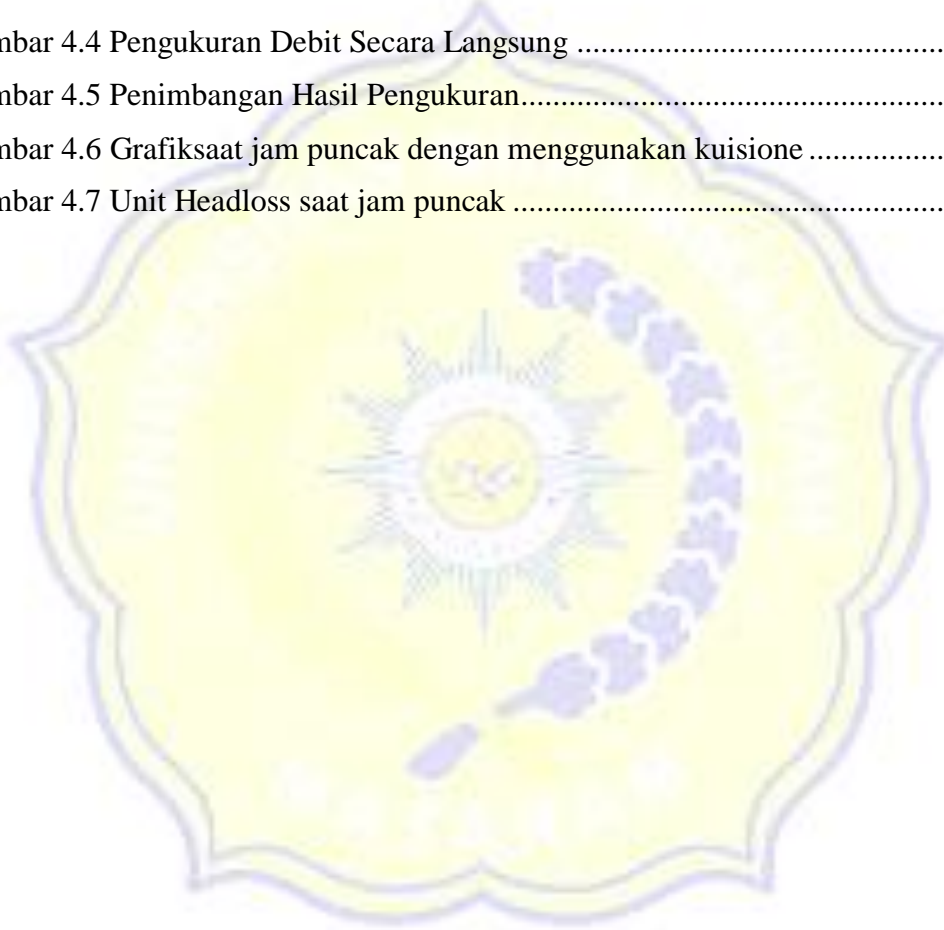 mbar 4.4 Pengukuran Debit Secara Langsung ..............................................
mbar 4.5 Penimbangan Hasil Pengukuran.....................................................
mbar 4.6 Grafiksaat jam puncak dengan menggunakan kuisione .................
mbar 4.7 Unit Headloss saat jam puncak ......................................................